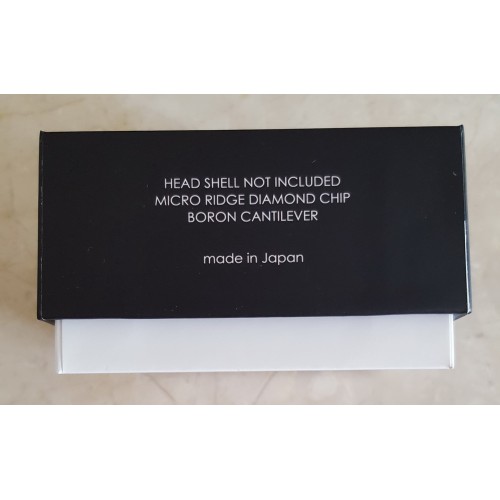 HEAD SHELL NOT INCLUDED
MICRO RIDGE DIAMOND CHIP
BORON CANTILEVER
made in Japan